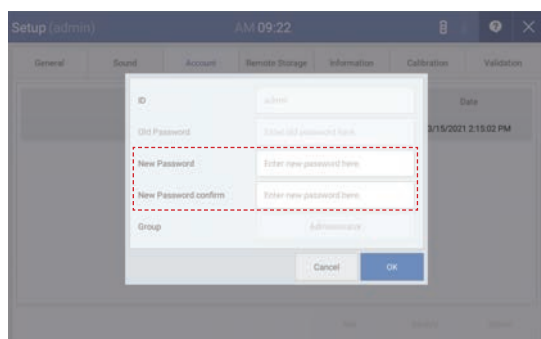 Setup (admin) AM 09:22
General Sound Account Remote Storage Information Calibration Validation
Date
3/15/2021 2:15:02 PM
ID admin
Old Password Enter old password here.
New Password Enter new password here.
New Password confirm Enter new password here.
Group Administrator
Cancel OK